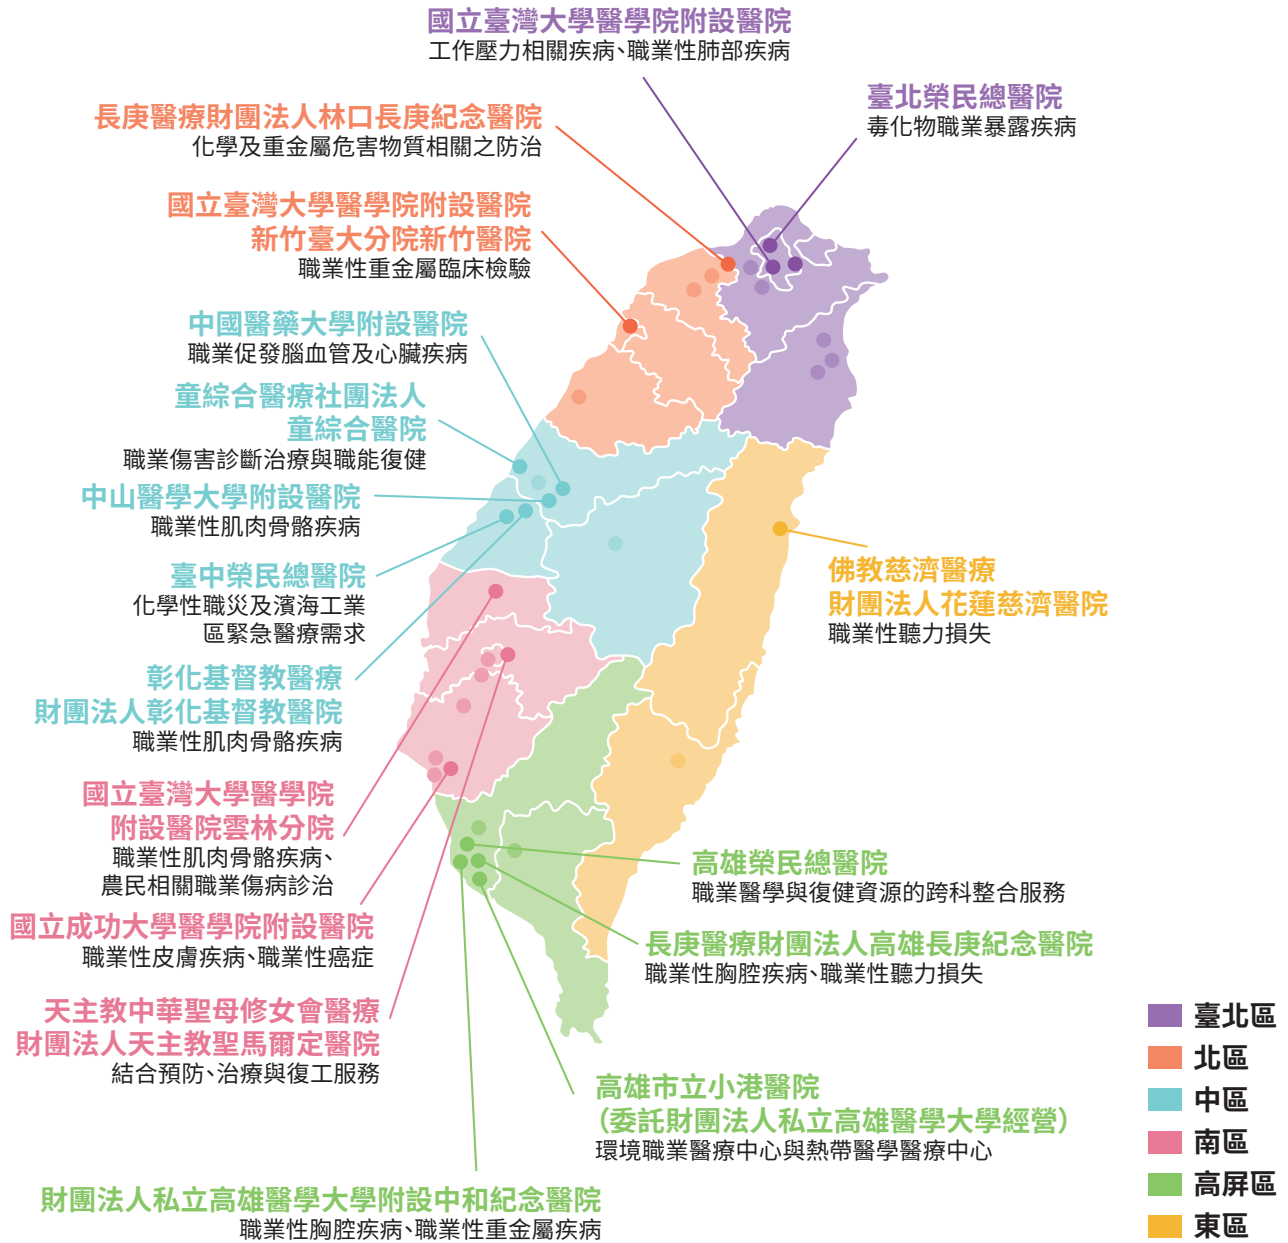 國立臺灣大學醫學院附設醫院
工作壓力相關疾病、職業性肺部疾病
臺北榮民總醫院
毒化物職業暴露疾病
長庚醫療財團法人林口長庚紀念醫院
化學及重金屬危害物質相關之防治
國立臺灣大學醫學院附設醫院
新竹臺大分院新竹醫院
職業性重金屬臨床檢驗
中國醫藥大學附設醫院
職業促發腦血管及心臟疾病
童綜合醫療社團法人
童綜合醫院
職業傷害診斷治療與職能復健
中山醫學大學附設醫院
職業性肌肉骨骼疾病
臺中榮民總醫院
化學性職災及濱海工業
區緊急醫療需求
彰化基督教醫療
財團法人彰化基督教醫院
職業性肌肉骨骼疾病
國立臺灣大學醫學院
附設醫院雲林分院
職業性肌肉骨骼疾病、
農民相關職業傷病診治
國立成功大學醫學院附設醫院
職業性皮膚疾病、職業性癌症
天主教中華聖母修女會醫療
財團法人天主教聖馬爾定醫院
結合預防、治療與復工服務
財團法人私立高雄醫學大學附設中和紀念醫院
職業性胸腔疾病、職業性重金屬疾病
佛教慈濟醫療
財團法人花蓮慈濟醫院
職業性聽力損失
高雄榮民總醫院
職業醫學與復健資源的跨科整合服務
長庚醫療財團法人高雄長庚紀念醫院
職業性胸腔疾病、職業性聽力損失
高雄市立小港醫院
（委託財團法人私立高雄醫學大學經營）
環境職業醫療中心與熱帶醫學醫療中心
臺北區
北區
中區
南區
高屏區
東區